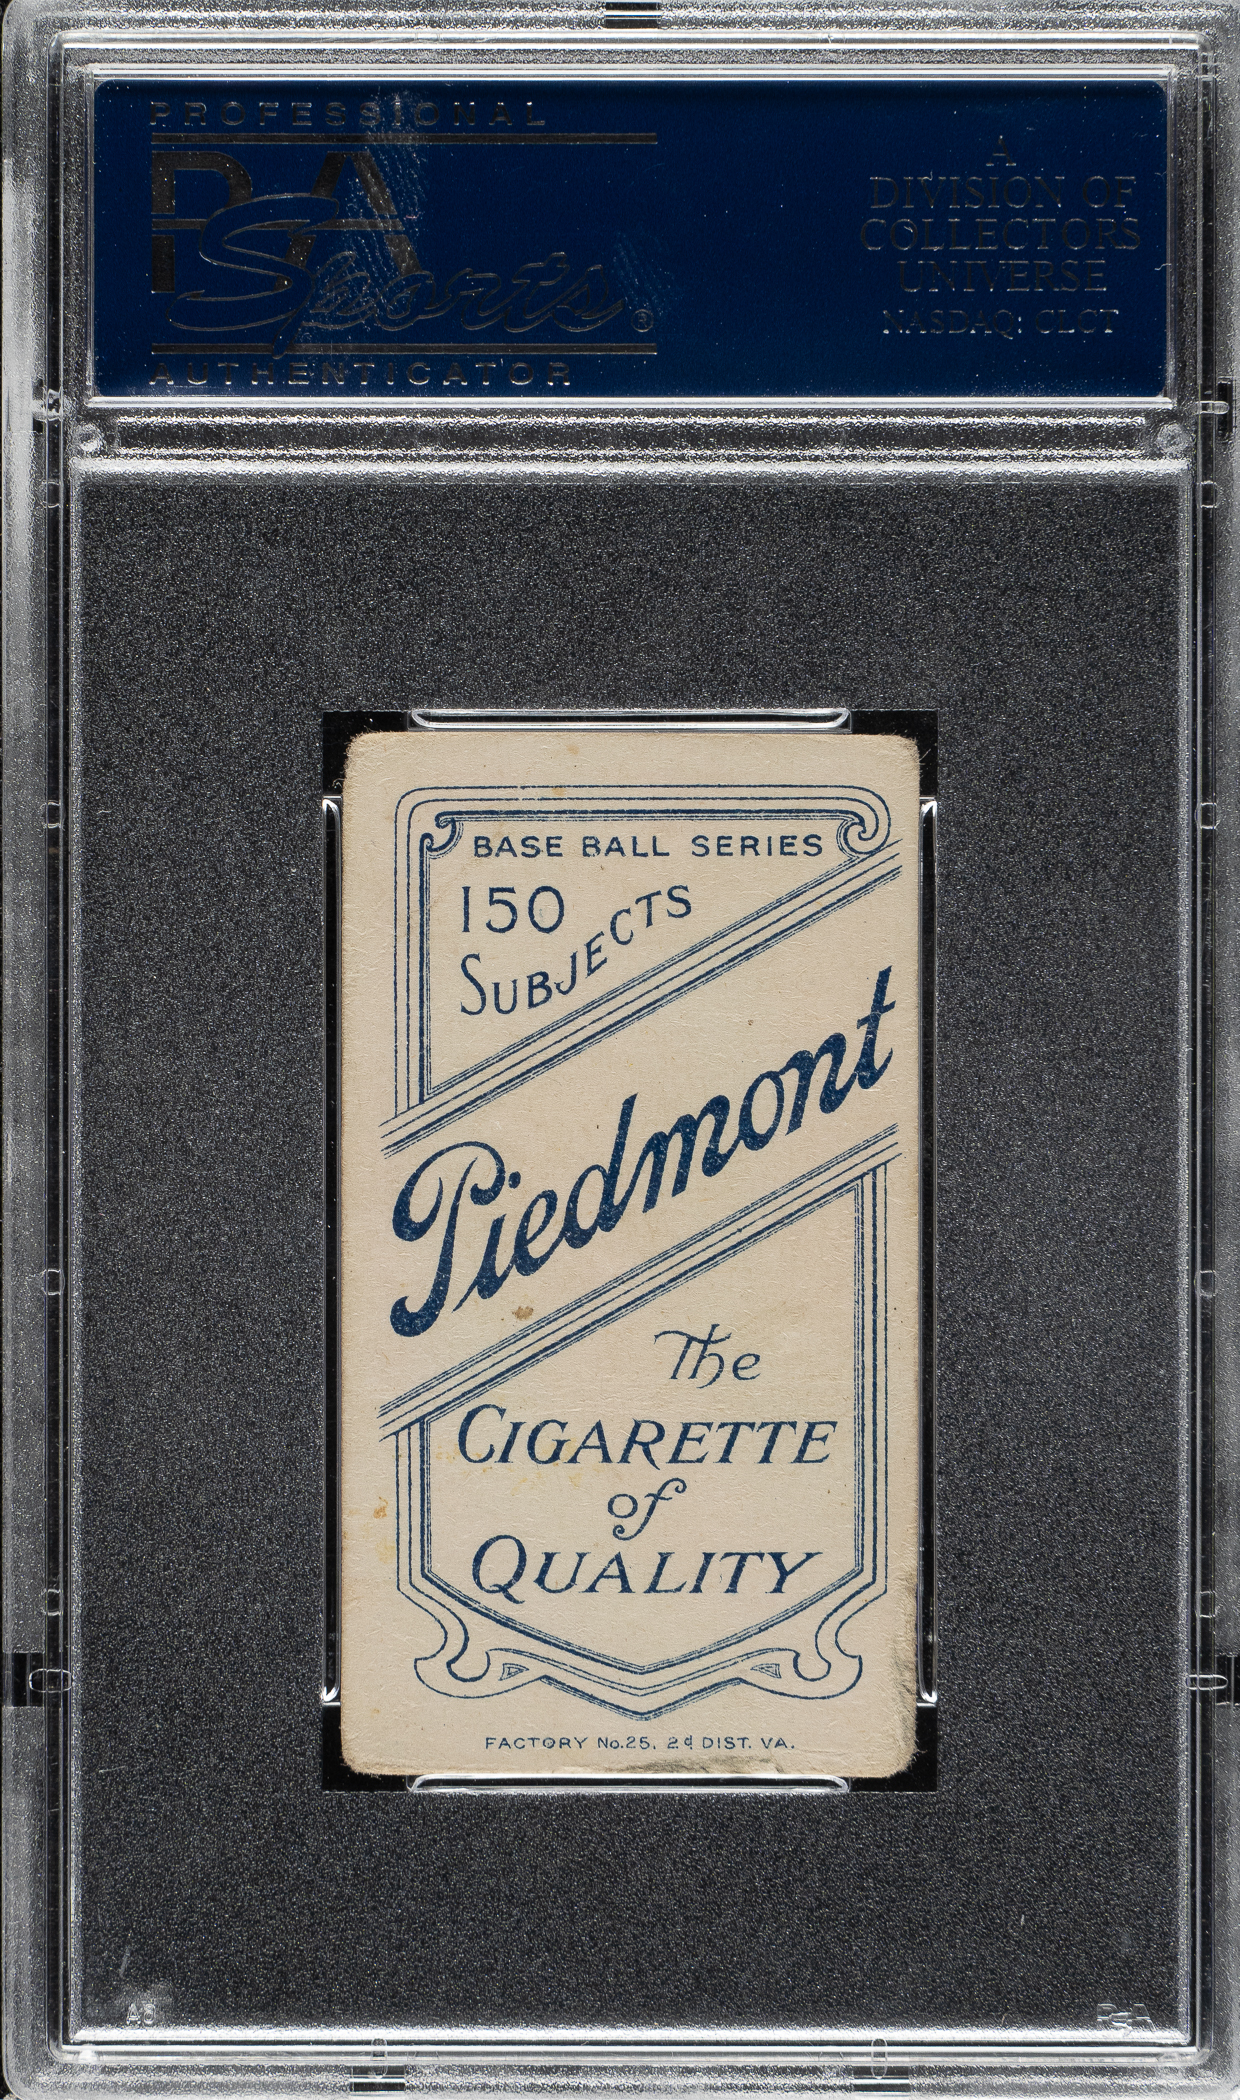 PROFESSIONAL
PSA
Sports®
AUTHENTICATOR
A
DIVISION OF
COLLECTORS
UNIVERSE
NASDAQ: CLCT
BASE BALL SERIES
150
SUBJECTS
Piedmont
The
CIGARETTE
of
QUALITY
FACTORY No.25, 2d DIST. VA.
PSA